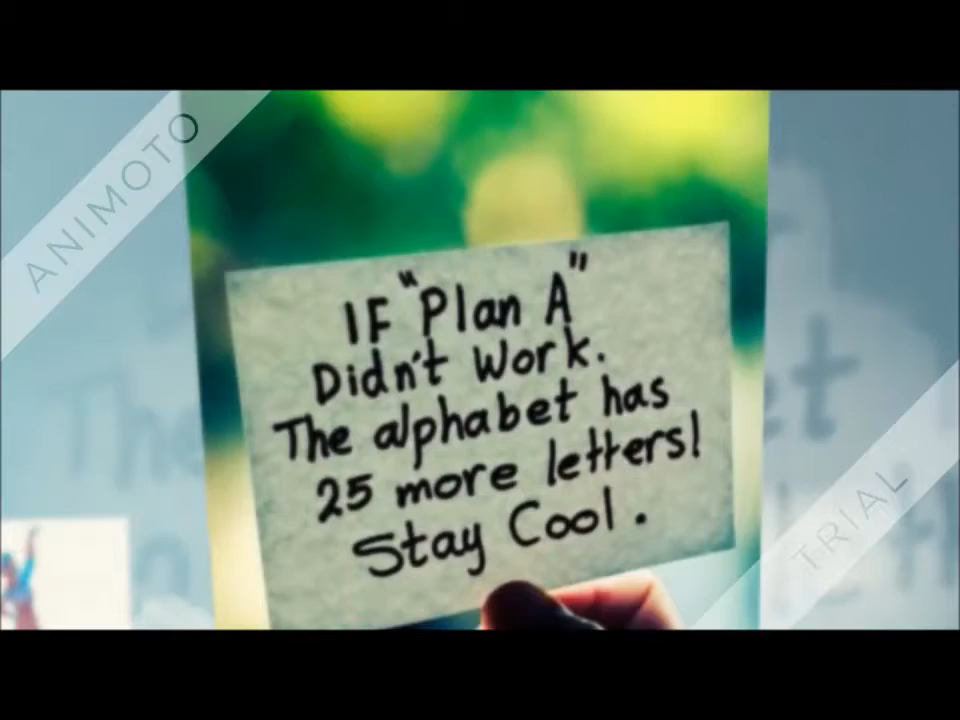 ANIMOTO
IF "Plan A"
Didn't Work.
The alphabet has
25 more letters!
Stay Cool.
TRIAL